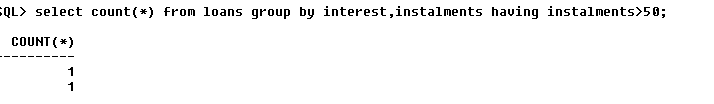 SQL> select count(*) from loans group by interest,instalments having instalments>50;
COUNT(*)
----------
1
1